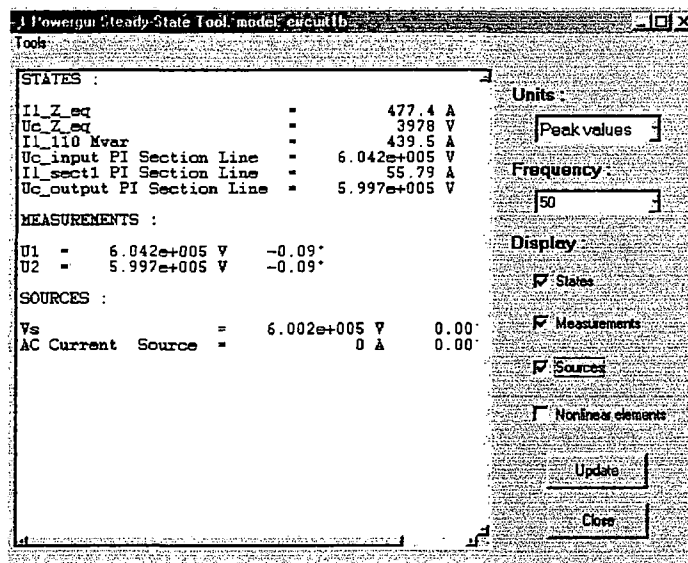 Powergui Steady-State Tool. model: circuit1b
Tools
STATES :
Il_Z_eq = 477.4 A
Uc_Z_eq = 3978 V
Il_110 Mvar = 439.5 A
Uc_input PI Section Line = 6.042e+005 V
Il_sect1 PI Section Line = 55.79 A
Uc_output PI Section Line = 5.997e+005 V
MEASUREMENTS :
U1 = 6.042e+005 V -0.09°
U2 = 5.997e+005 V -0.09°
SOURCES :
Vs = 6.002e+005 V 0.00°
AC Current Source = 0 A 0.00°
Units :
Peak values
Frequency :
50
Display :
States
Measurements
Sources
Nonlinear elements
Update
Close